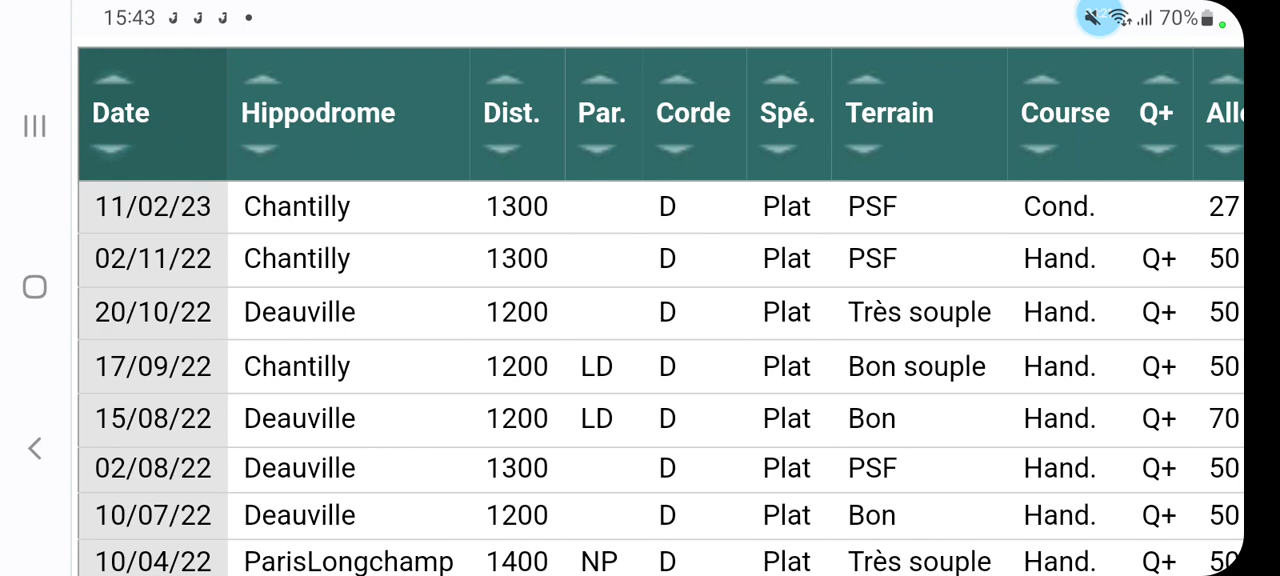 15:43 70%
Date Hippodrome Dist. Par. Corde Spé. Terrain Course Q+
11/02/23 Chantilly 1300 D Plat PSF Cond. 27
02/11/22 Chantilly 1300 D Plat PSF Hand. Q+ 50
20/10/22 Deauville 1200 D Plat Très souple Hand. Q+ 50
17/09/22 Chantilly 1200 LD D Plat Bon souple Hand. Q+ 50
15/08/22 Deauville 1200 LD D Plat Bon Hand. Q+ 70
02/08/22 Deauville 1300 D Plat PSF Hand. Q+ 50
10/07/22 Deauville 1200 D Plat Bon Hand. Q+ 50
10/04/22 ParisLongchamp 1400 NP D Plat Très souple Hand. Q+ 50